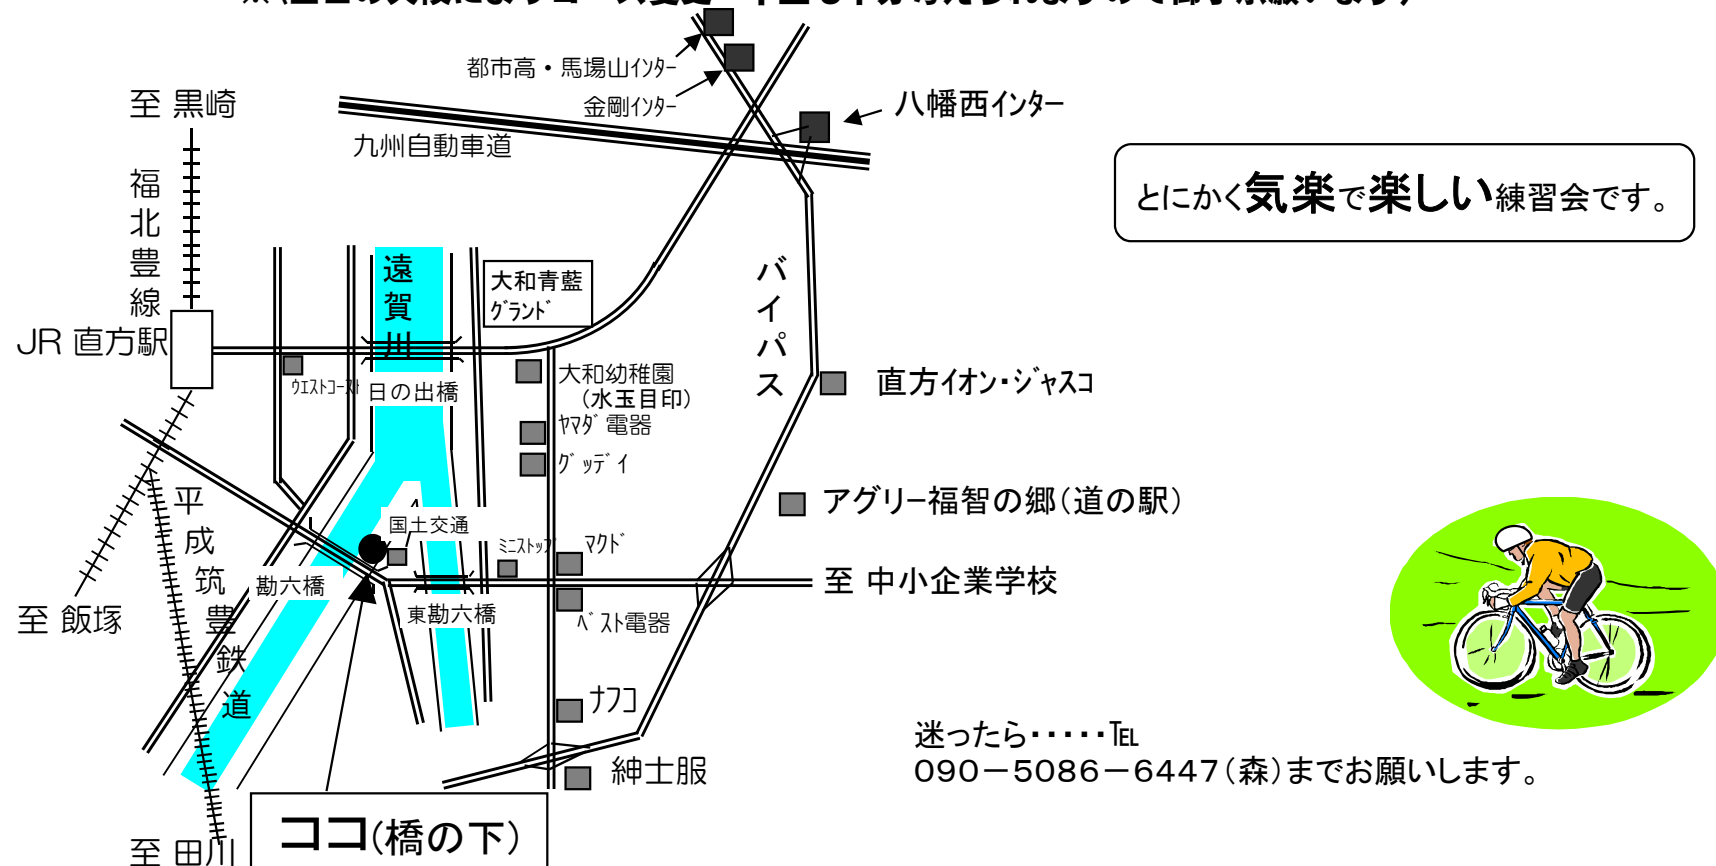 都市高・馬場山ｲﾝﾀｰ
金剛ｲﾝﾀｰ
八幡西インター
至 黒崎
九州自動車道
福北豊線
とにかく気楽で楽しい練習会です。
遠賀川
大和青藍
ｸﾞﾗﾝﾄﾞ
バイパス
JR 直方駅
ｳｴｽﾄｺｰｽﾄ
日の出橋
大和幼稚園
（水玉目印）
ﾔﾏﾀﾞ電器
ｸﾞｯﾃﾞｲ
直方イオン・ジャスコ
アグリー福智の郷（道の駅）
平成筑豊鉄道
国土交通
ﾐﾆｽﾄｯﾌﾟ
ﾏｸﾄﾞ
至 中小企業学校
勘六橋
東勘六橋
ﾍﾞｽﾄ電器
至 飯塚
ナフコ
紳士服
迷ったら・・・・・℡
０９０－５０８６－６４４７（森）までお願いします。
ココ(橋の下)
至 田川